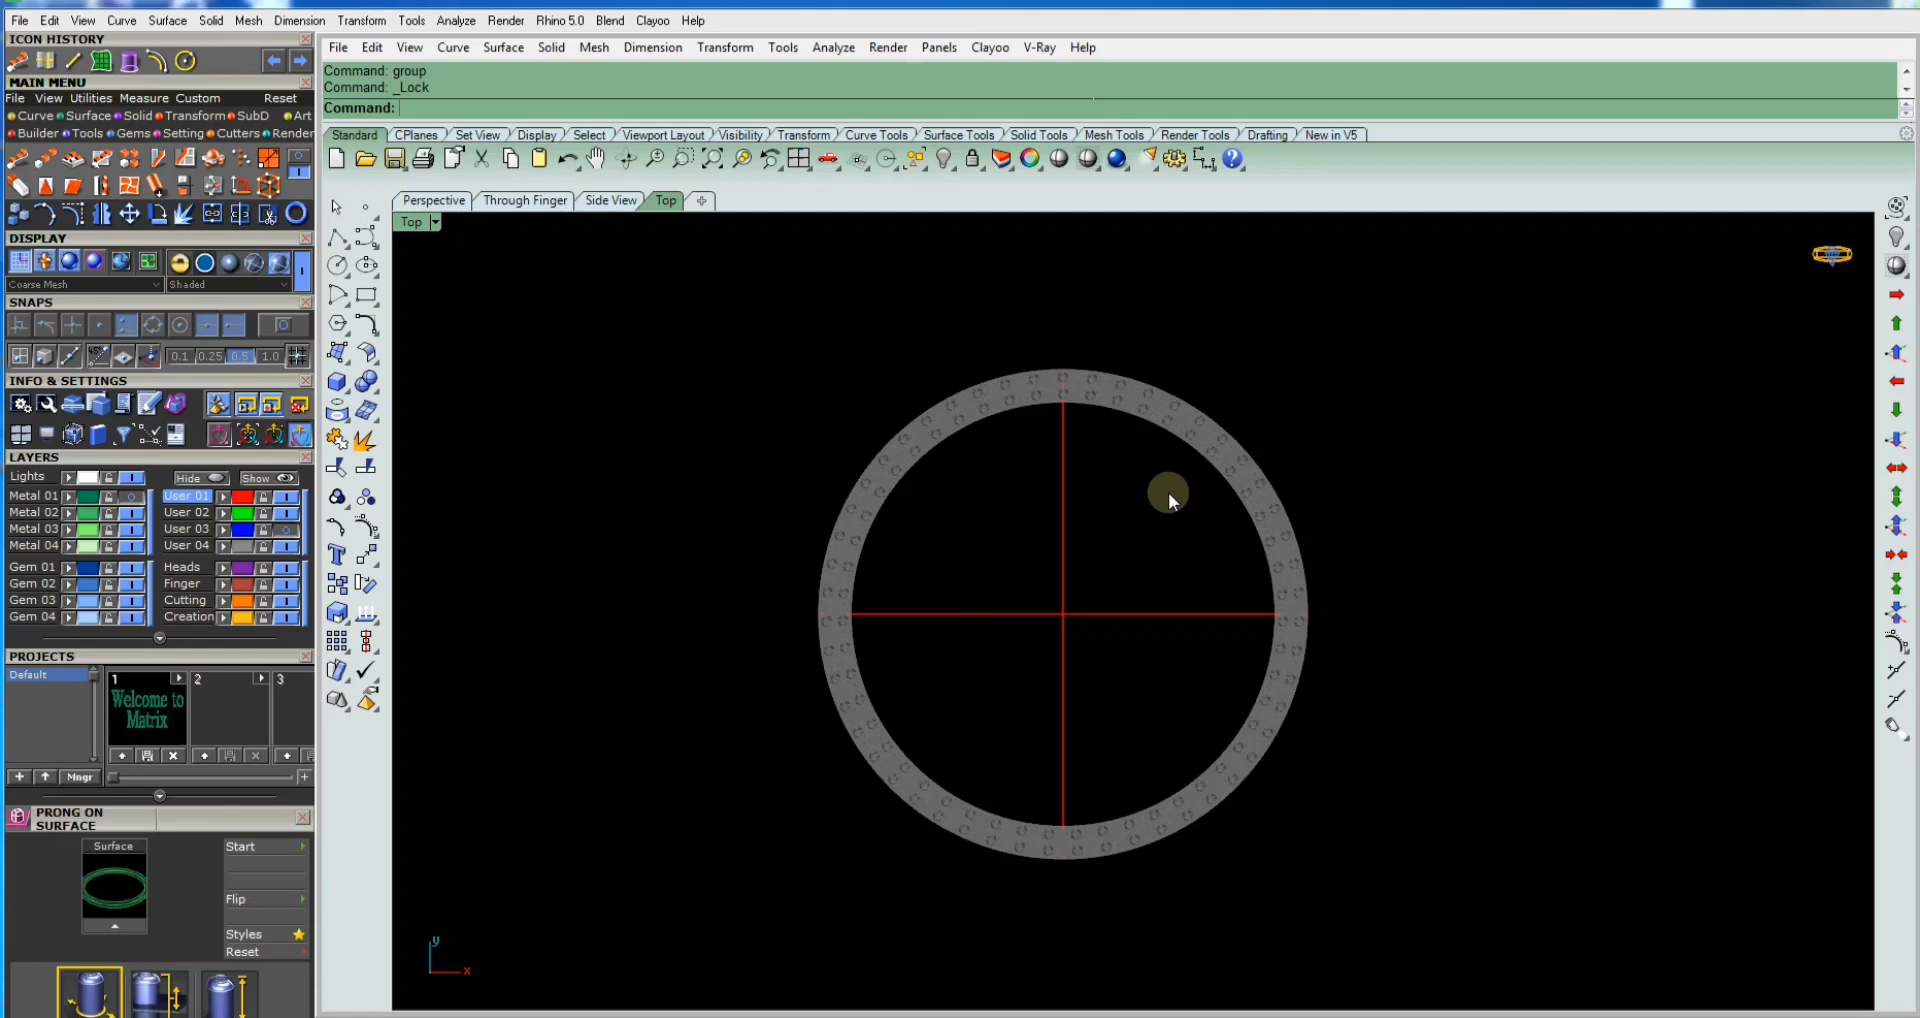 File Edit View Curve Surface Solid Mesh Dimension Transform Tools Analyze Render Rhino 5.0 Blend Clayoo Help
ICON HISTORY
MAIN MENU
File View Utilities Measure Custom Reset
Curve Surface Solid Transform SubD Art
Builder Tools Gems Setting Cutters Render
DISPLAY
Coarse Mesh Shaded
SNAPS
0.1 0.25 0.5 1.0
INFO & SETTINGS
LAYERS
Lights Hide Show
Metal 01 User 01
Metal 02 User 02
Metal 03 User 03
Metal 04 User 04
Gem 01 Heads
Gem 02 Finger
Gem 03 Cutting
Gem 04 Creation
PROJECTS
Default 1 2 3
Welcome to
Matrix
Mngr
PRONG ON
SURFACE
Surface Start
Flip
Styles
Reset
File Edit View Curve Surface Solid Mesh Dimension Transform Tools Analyze Render Panels Clayoo V-Ray Help
Command: group
Command: _Lock
Command:
Standard CPlanes Set View Display Select Viewport Layout Visibility Transform Curve Tools Surface Tools Solid Tools Mesh Tools Render Tools Drafting New in V5
Perspective Through Finger Side View Top
Top
y
x